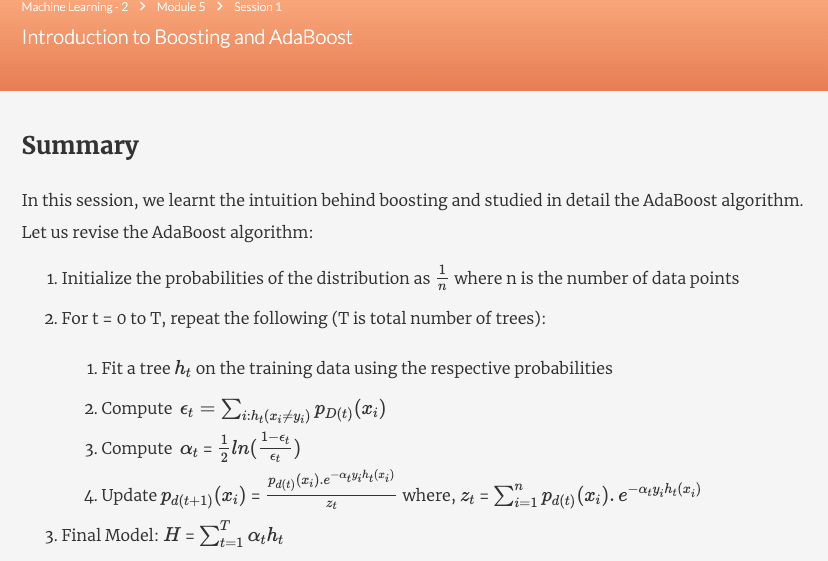 Machine Learning - 2 > Module 5 > Session 1
Introduction to Boosting and AdaBoost
Summary
In this session, we learnt the intuition behind boosting and studied in detail the AdaBoost algorithm.
Let us revise the AdaBoost algorithm:
1. Initialize the probabilities of the distribution as $\frac{1}{n}$ where n is the number of data points
2. For t = 0 to T, repeat the following (T is total number of trees):
1. Fit a tree $h_t$ on the training data using the respective probabilities
2. Compute $\epsilon_t = \sum_{i:h_t(x_i \neq y_i)} p_{D(t)}(x_i)$
3. Compute $\alpha_t = \frac{1}{2} ln(\frac{1-\epsilon_t}{\epsilon_t})$
4. Update $p_{d(t+1)}(x_i) = \frac{p_{d(t)}(x_i).e^{-\alpha_t y_i h_t(x_i)}}{z_t}$ where, $z_t = \sum_{i=1}^{n} p_{d(t)}(x_i).e^{-\alpha_t y_i h_t(x_i)}$
3. Final Model: $H = \sum_{t=1}^{T} \alpha_t h_t$